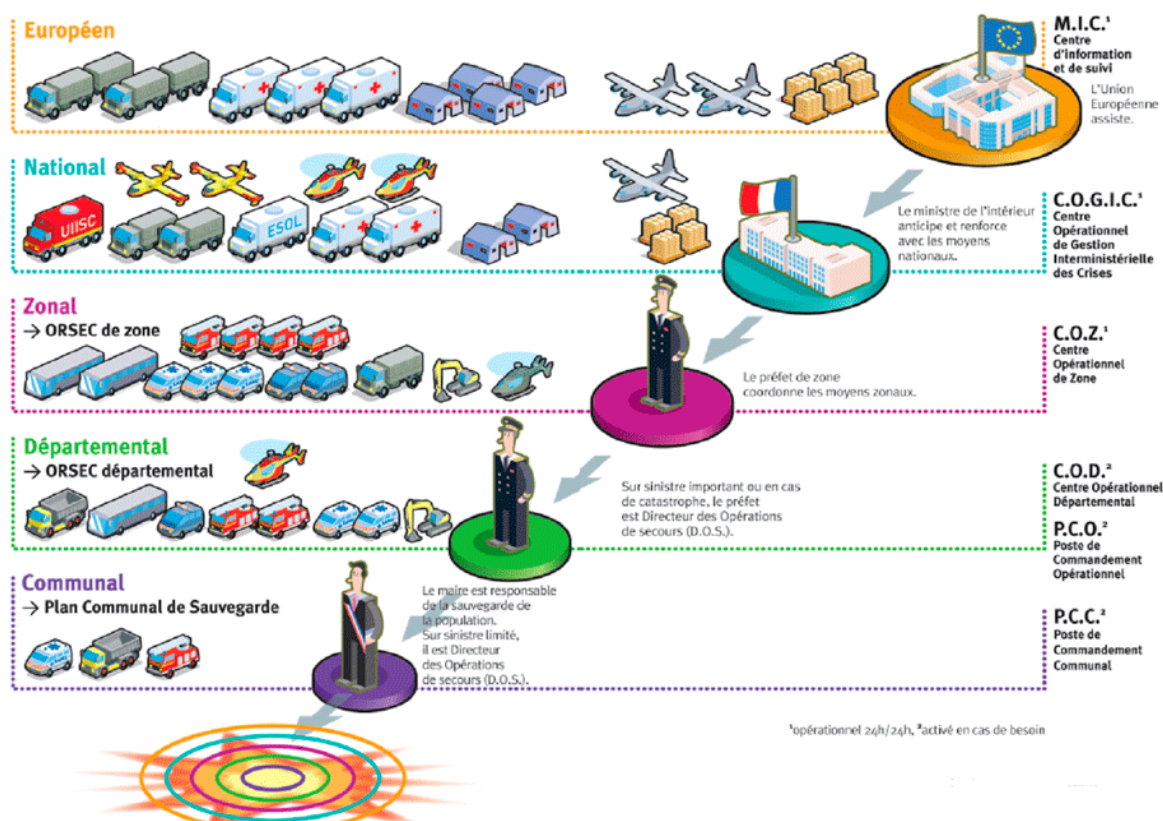 Européen
M.I.C.¹
Centre
d'information
et de suivi
L'Union
Européenne
assiste.
National
UIISC
ESOL
Le ministre de l'intérieur
anticipe et renforce
avec les moyens
nationaux.
C.O.G.I.C.¹
Centre
Opérationnel
de Gestion
Interministérielle
des Crises
Zonal
→ ORSEC de zone
Le préfet de zone
coordonne les moyens zonaux.
C.O.Z.¹
Centre
Opérationnel
de Zone
Départemental
→ ORSEC départemental
Sur sinistre important ou en cas
de catastrophe, le préfet
est Directeur des Opérations
de secours (D.O.S.).
C.O.D.²
Centre Opérationnel
Départemental
P.C.O.²
Poste de
Commandement
Opérationnel
Communal
→ Plan Communal de Sauvegarde
Le maire est responsable
de la sauvegarde de
la population.
Sur sinistre limité,
il est Directeur
des Opérations
de secours (D.O.S.).
P.C.C.²
Poste de
Commandement
Communal
¹opérationnel 24h/24h, ²activé en cas de besoin